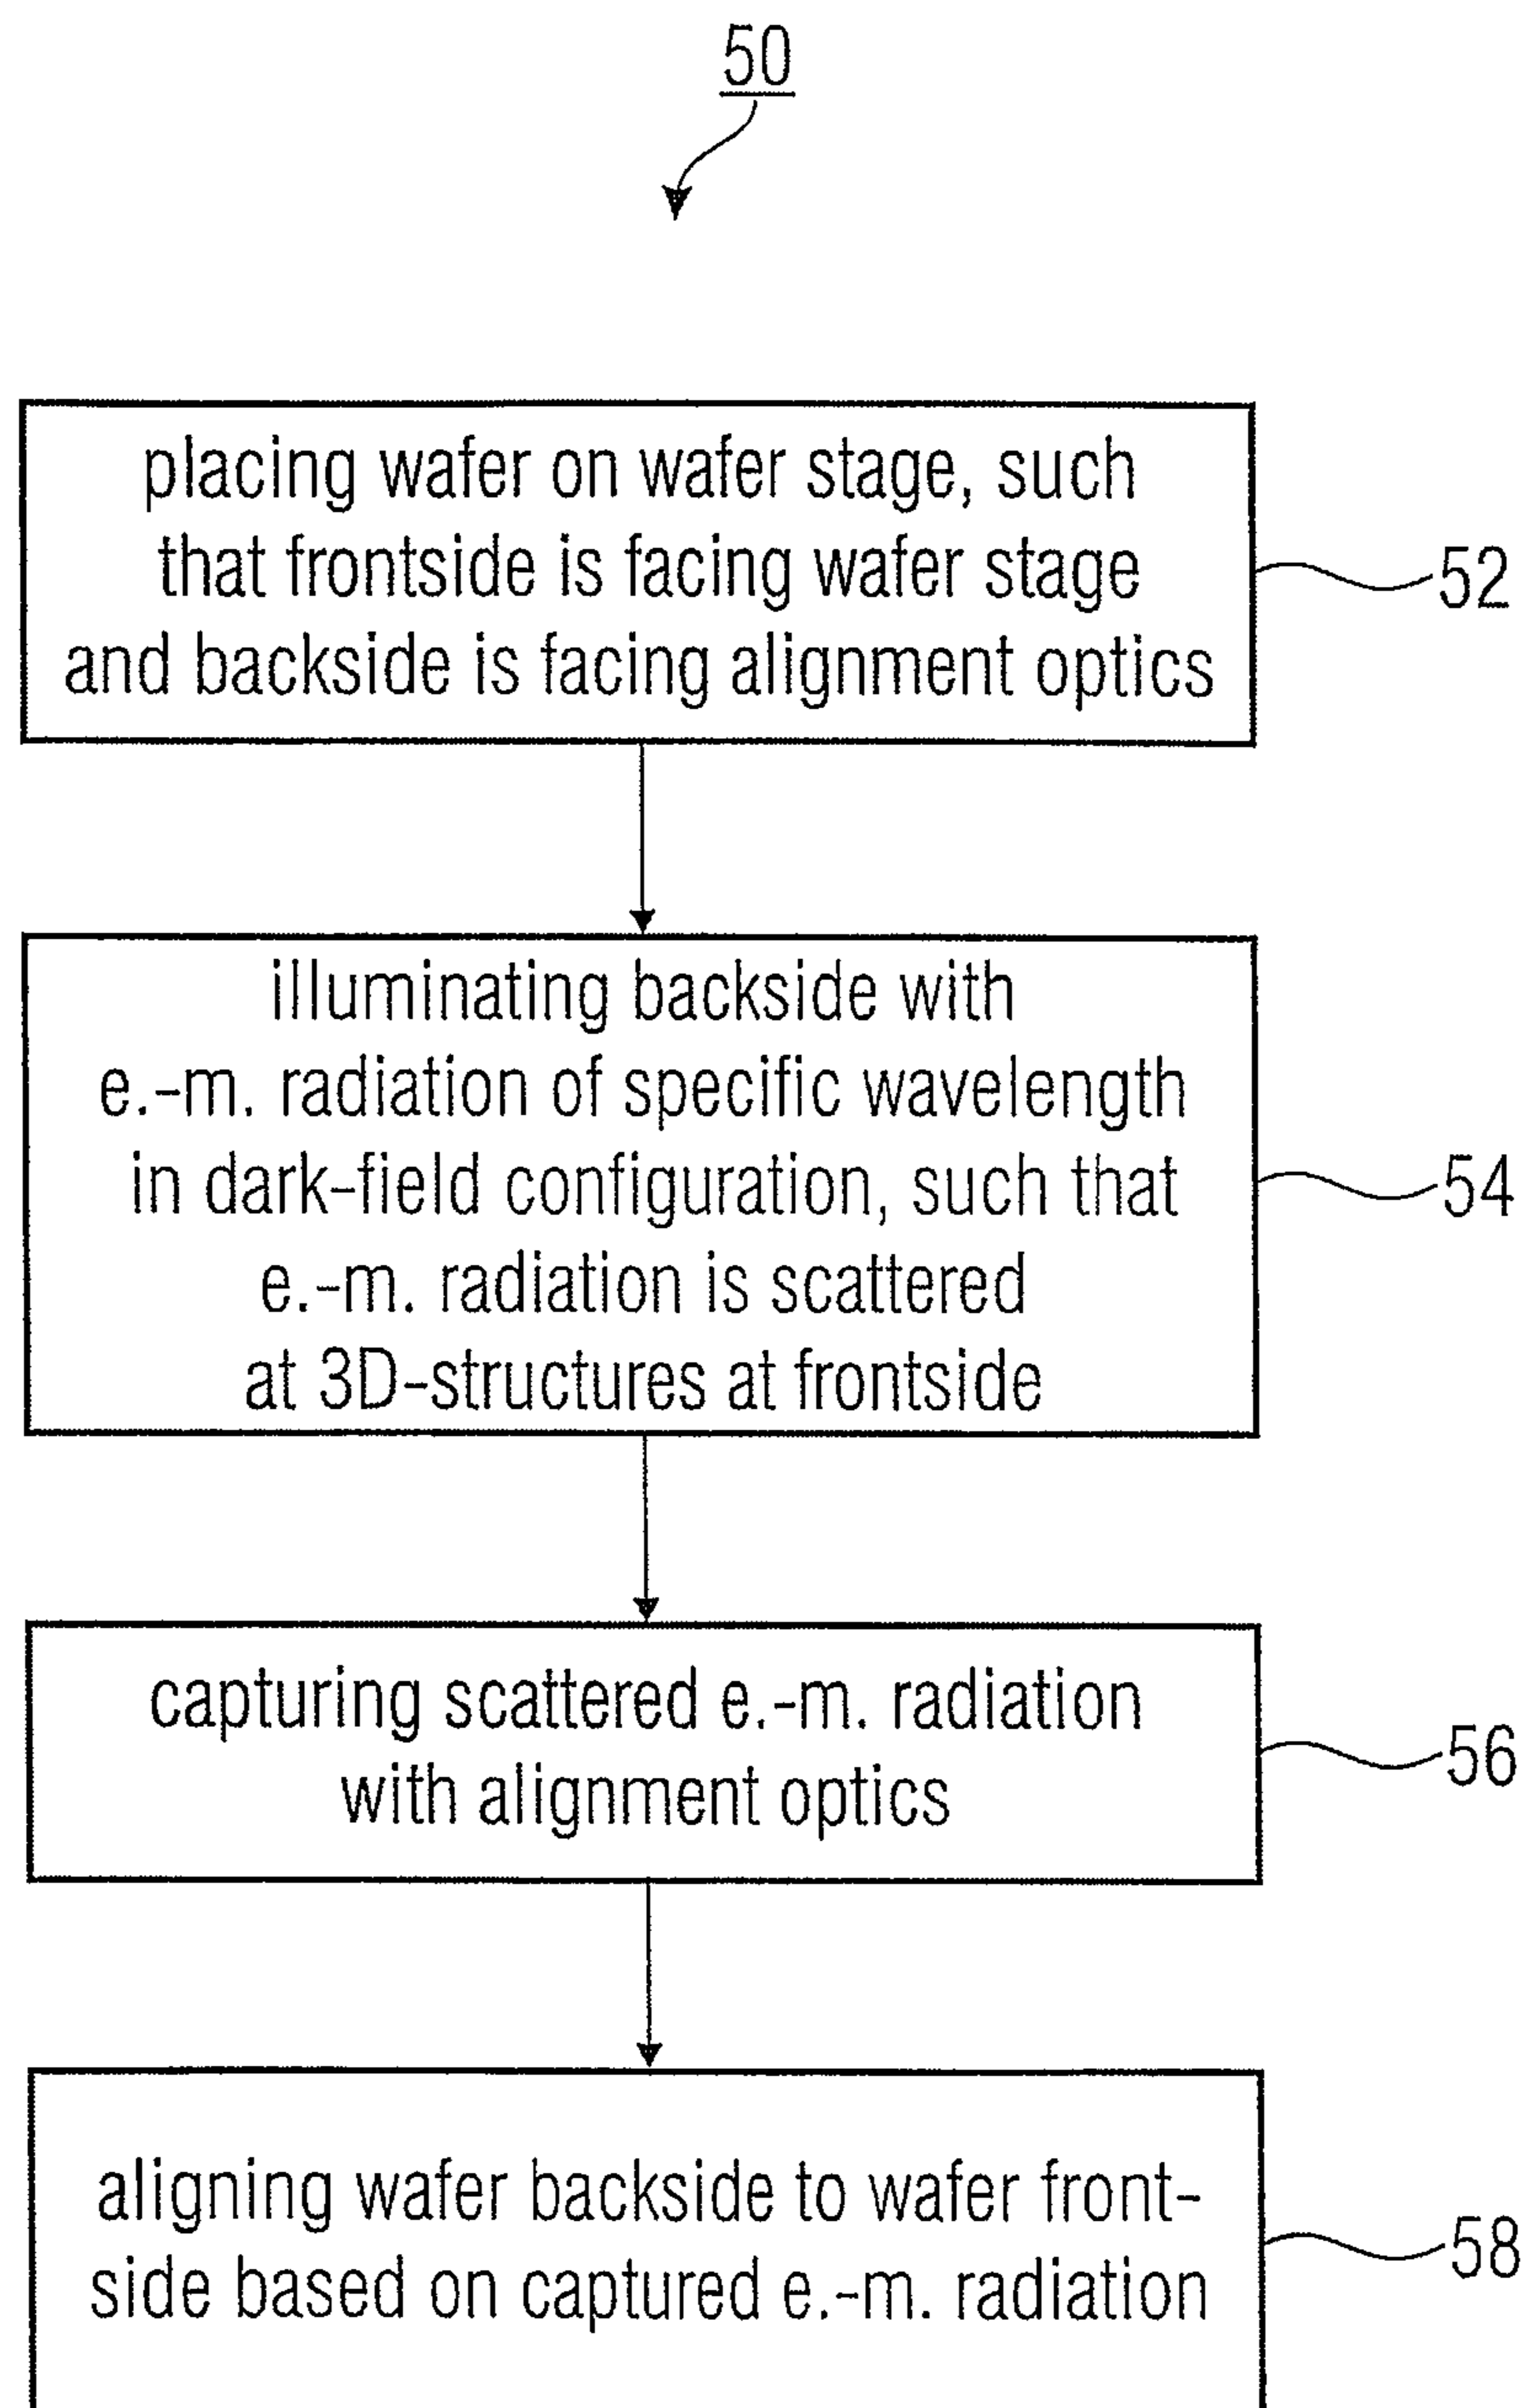 50
placing wafer on wafer stage, such
that frontside is facing wafer stage
and backside is facing alignment optics
52
illuminating backside with
e.-m. radiation of specific wavelength
in dark-field configuration, such that
e.-m. radiation is scattered
at 3D-structures at frontside
54
capturing scattered e.-m. radiation
with alignment optics
56
aligning wafer backside to wafer front-
side based on captured e.-m. radiation
58